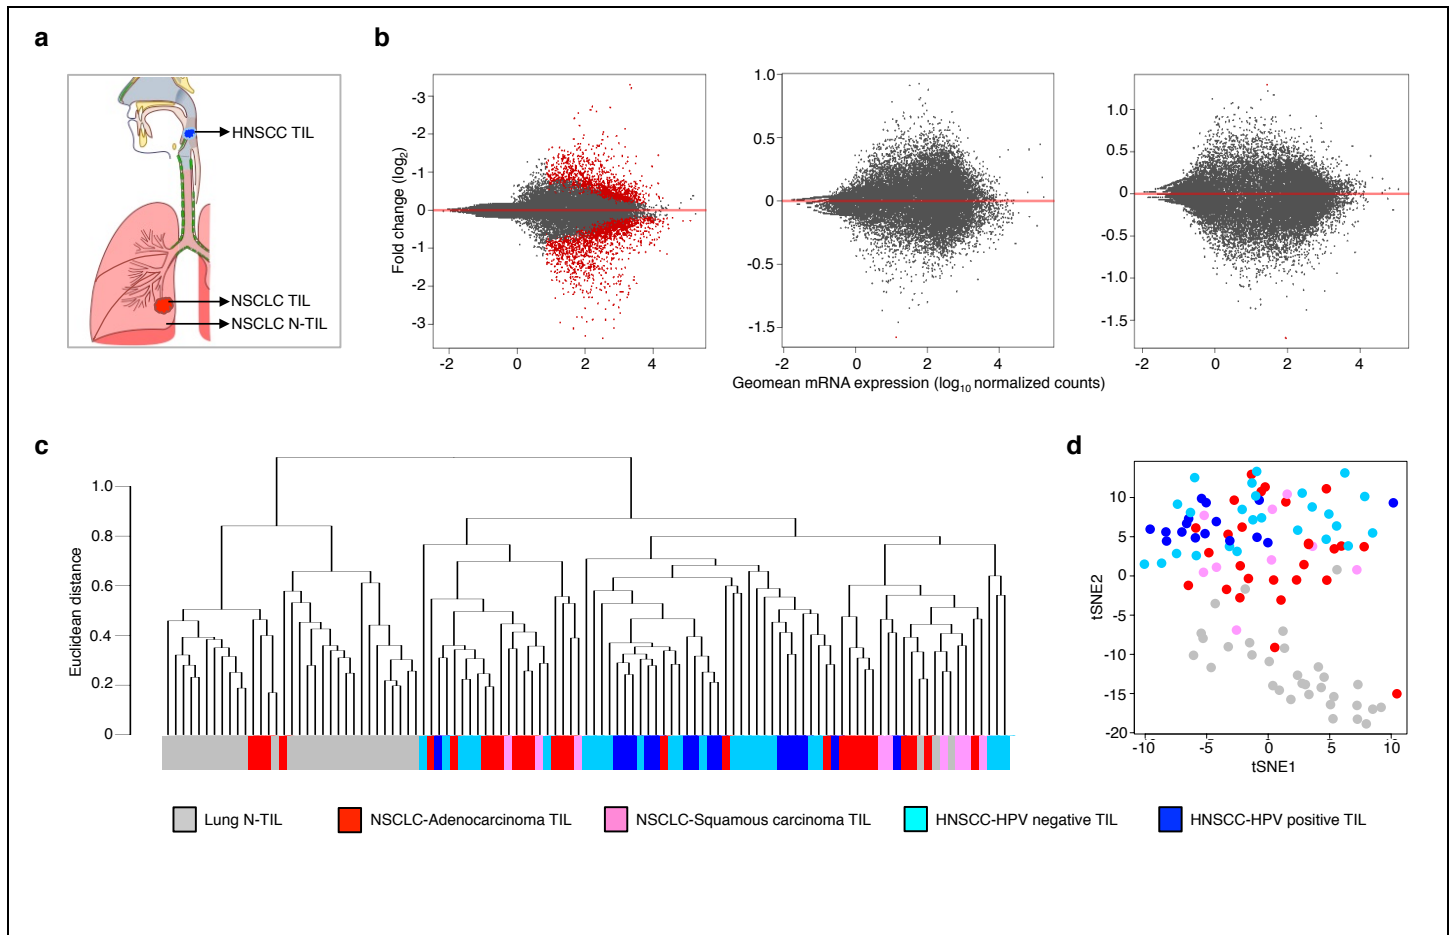 a
HNSCC TIL
NSCLC TIL
NSCLC N-TIL
b
Fold change (log2)
-3
-2
-1
0
1
-2
-3
-2
0
2
4
1.0
0.5
0
-0.5
-1.5
-2
0
2
4
1.0
0.5
0
-0.5
-1.0
-1.5
-2
0
2
4
Geomean mRNA expression (log10 normalized counts)
c
Euclidean distance
1.0
0.8
0.6
0.4
0.2
0
d
tSNE2
10
5
0
-5
-10
-15
-20
-10
-5
0
5
10
tSNE1
Lung N-TIL
NSCLC-Adenocarcinoma TIL
NSCLC-Squamous carcinoma TIL
HNSCC-HPV negative TIL
HNSCC-HPV positive TIL